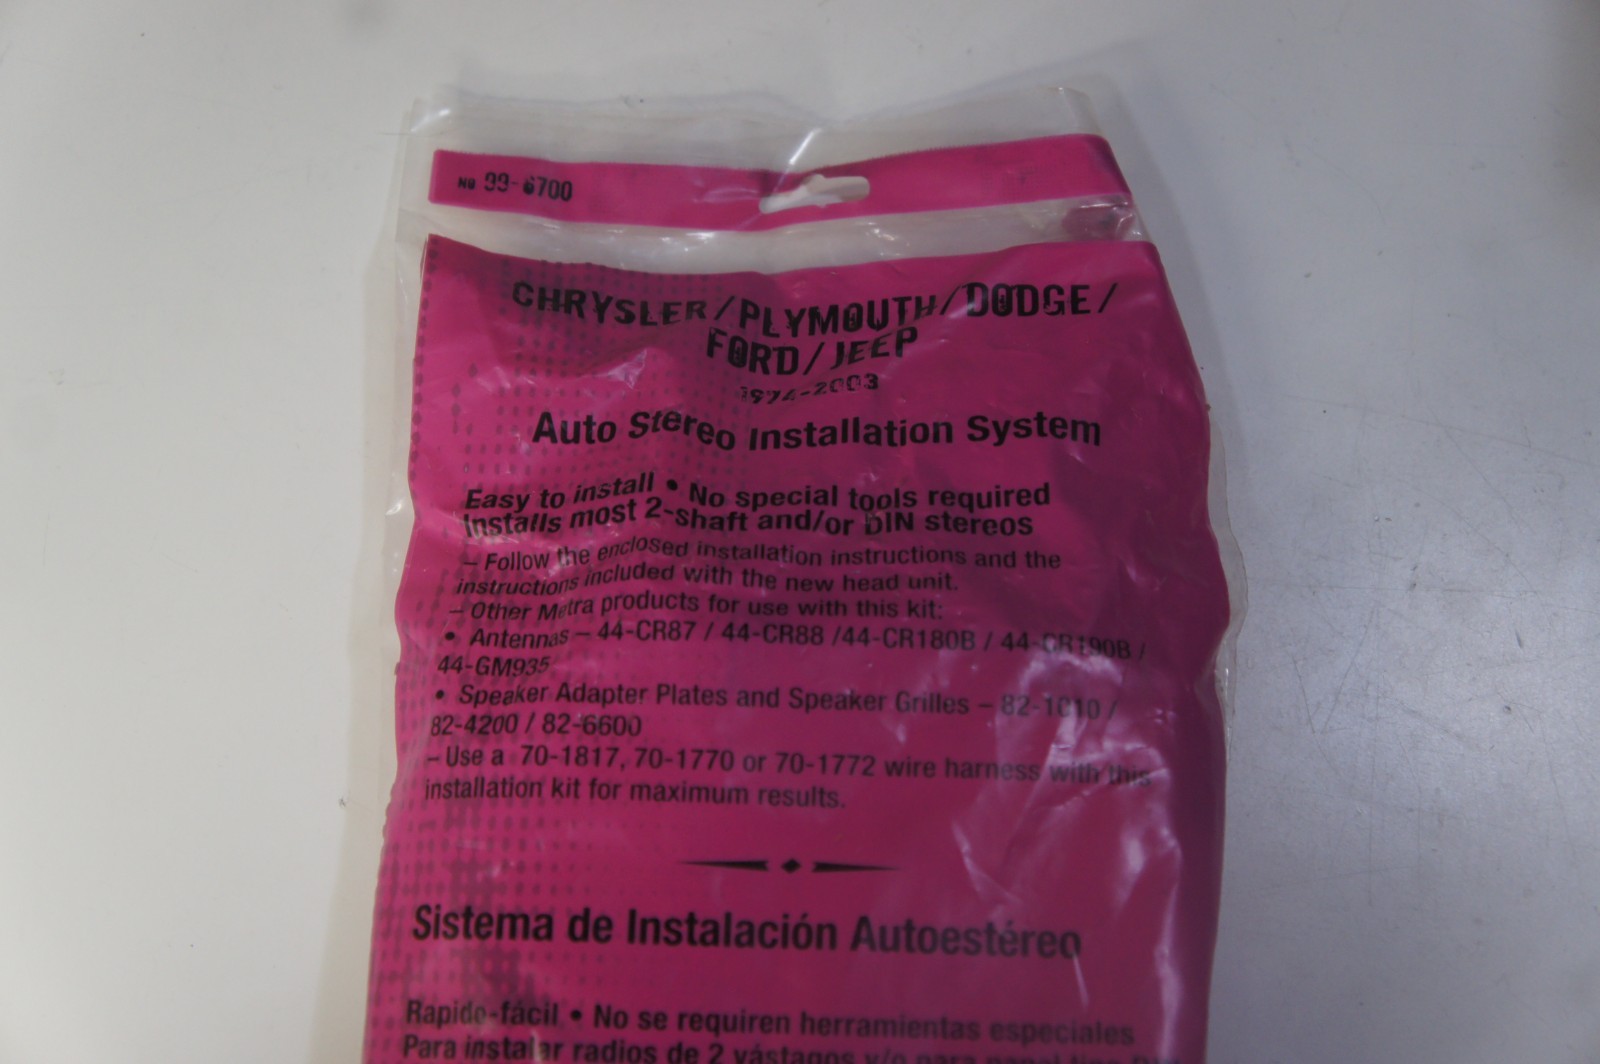 NO 99-6700
CHRYSLER/PLYMOUTH/DODGE/
FORD/JEEP
1974-2003
Auto Stereo Installation System
Easy to install • No special tools required
Installs most 2-shaft and/or DIN stereos
– Follow the enclosed installation instructions and the
instructions included with the new head unit.
– Other Metra products for use with this kit:
• Antennas – 44-CR87 / 44-CR88 /44-CR180B / 44-CR190B /
44-GM935
• Speaker Adapter Plates and Speaker Grilles – 82-1010 /
82-4200 / 82-6600
– Use a 70-1817, 70-1770 or 70-1772 wire harness with this
installation kit for maximum results.
Sistema de Instalación Autoestéreo
Rapido-fácil • No se requieren herramientas especiales
Para instalar radios de 2 vástagos y/o para panel tipo DIN